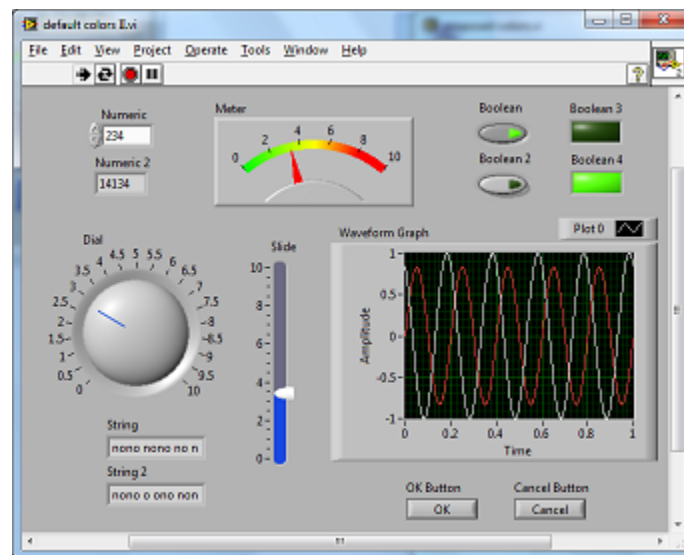 default colors II.vi
File Edit View Project Operate Tools Window Help
?
2
Numeric
234
Numeric 2
14134
Meter
0 2 4 6 8 10
Boolean
Boolean 2
Boolean 3
Boolean 4
Dial
0 0.5 1 1.5 2 2.5 3 3.5 4 4.5 5 5.5 6 6.5 7 7.5 8 8.5 9 9.5 10
Slide
10
8
6
4
2
0
Waveform Graph
Plot 0
Amplitude
1
0.5
0
-0.5
-1
0 0.2 0.4 0.6 0.8 1
Time
String
nono nono no n
String 2
nono o ono non
OK Button
OK
Cancel Button
Cancel